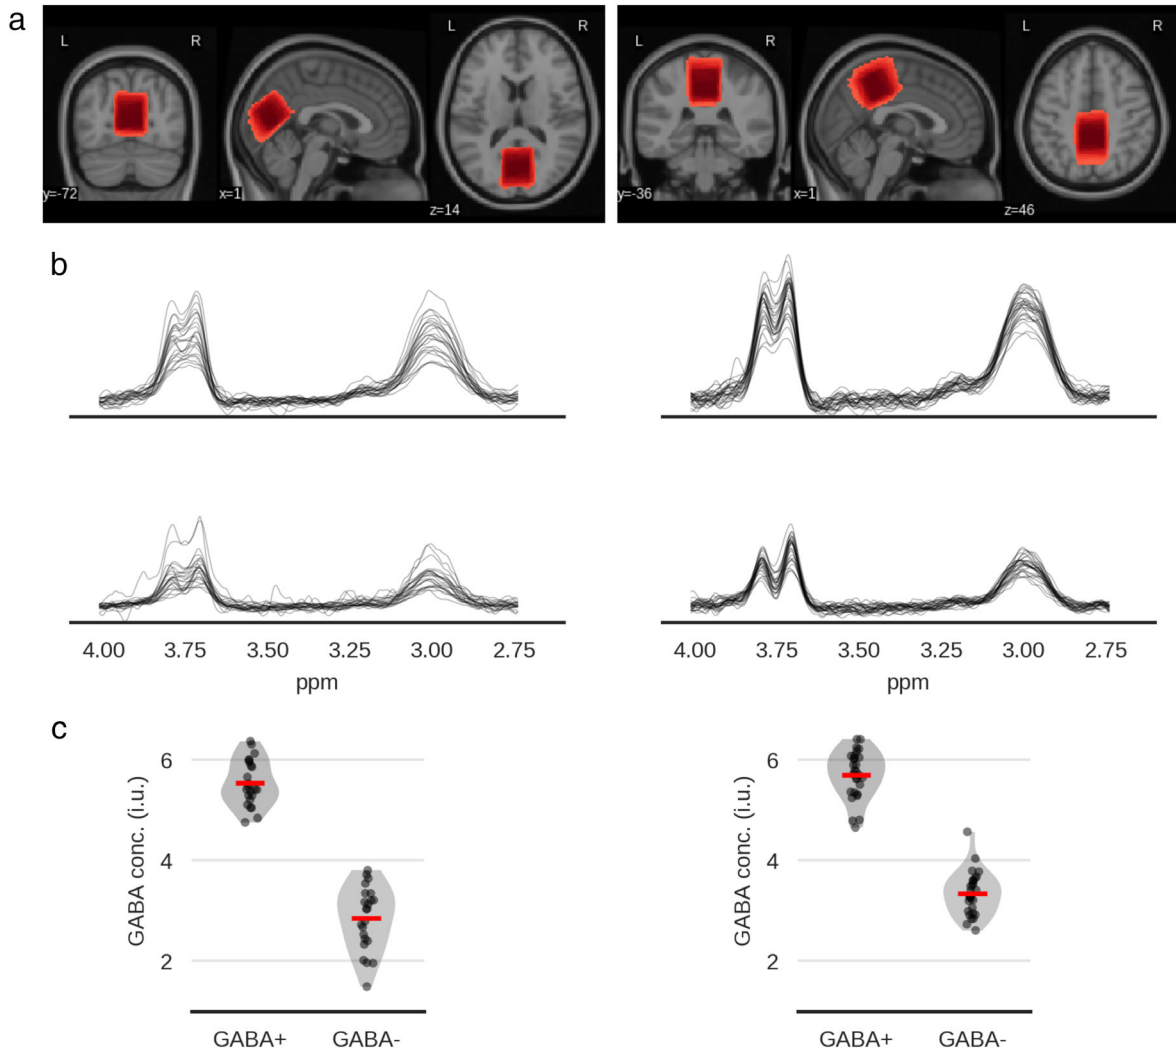 a
L R L R L R L R
y=-72 x=1 z=14 y=-36 x=1 z=46
b
4.00 3.75 3.50 3.25 3.00 2.75 4.00 3.75 3.50 3.25 3.00 2.75
ppm ppm
c
GABA conc. (i.u.) GABA conc. (i.u.)
6 6
4 4
2 2
GABA+ GABA- GABA+ GABA-